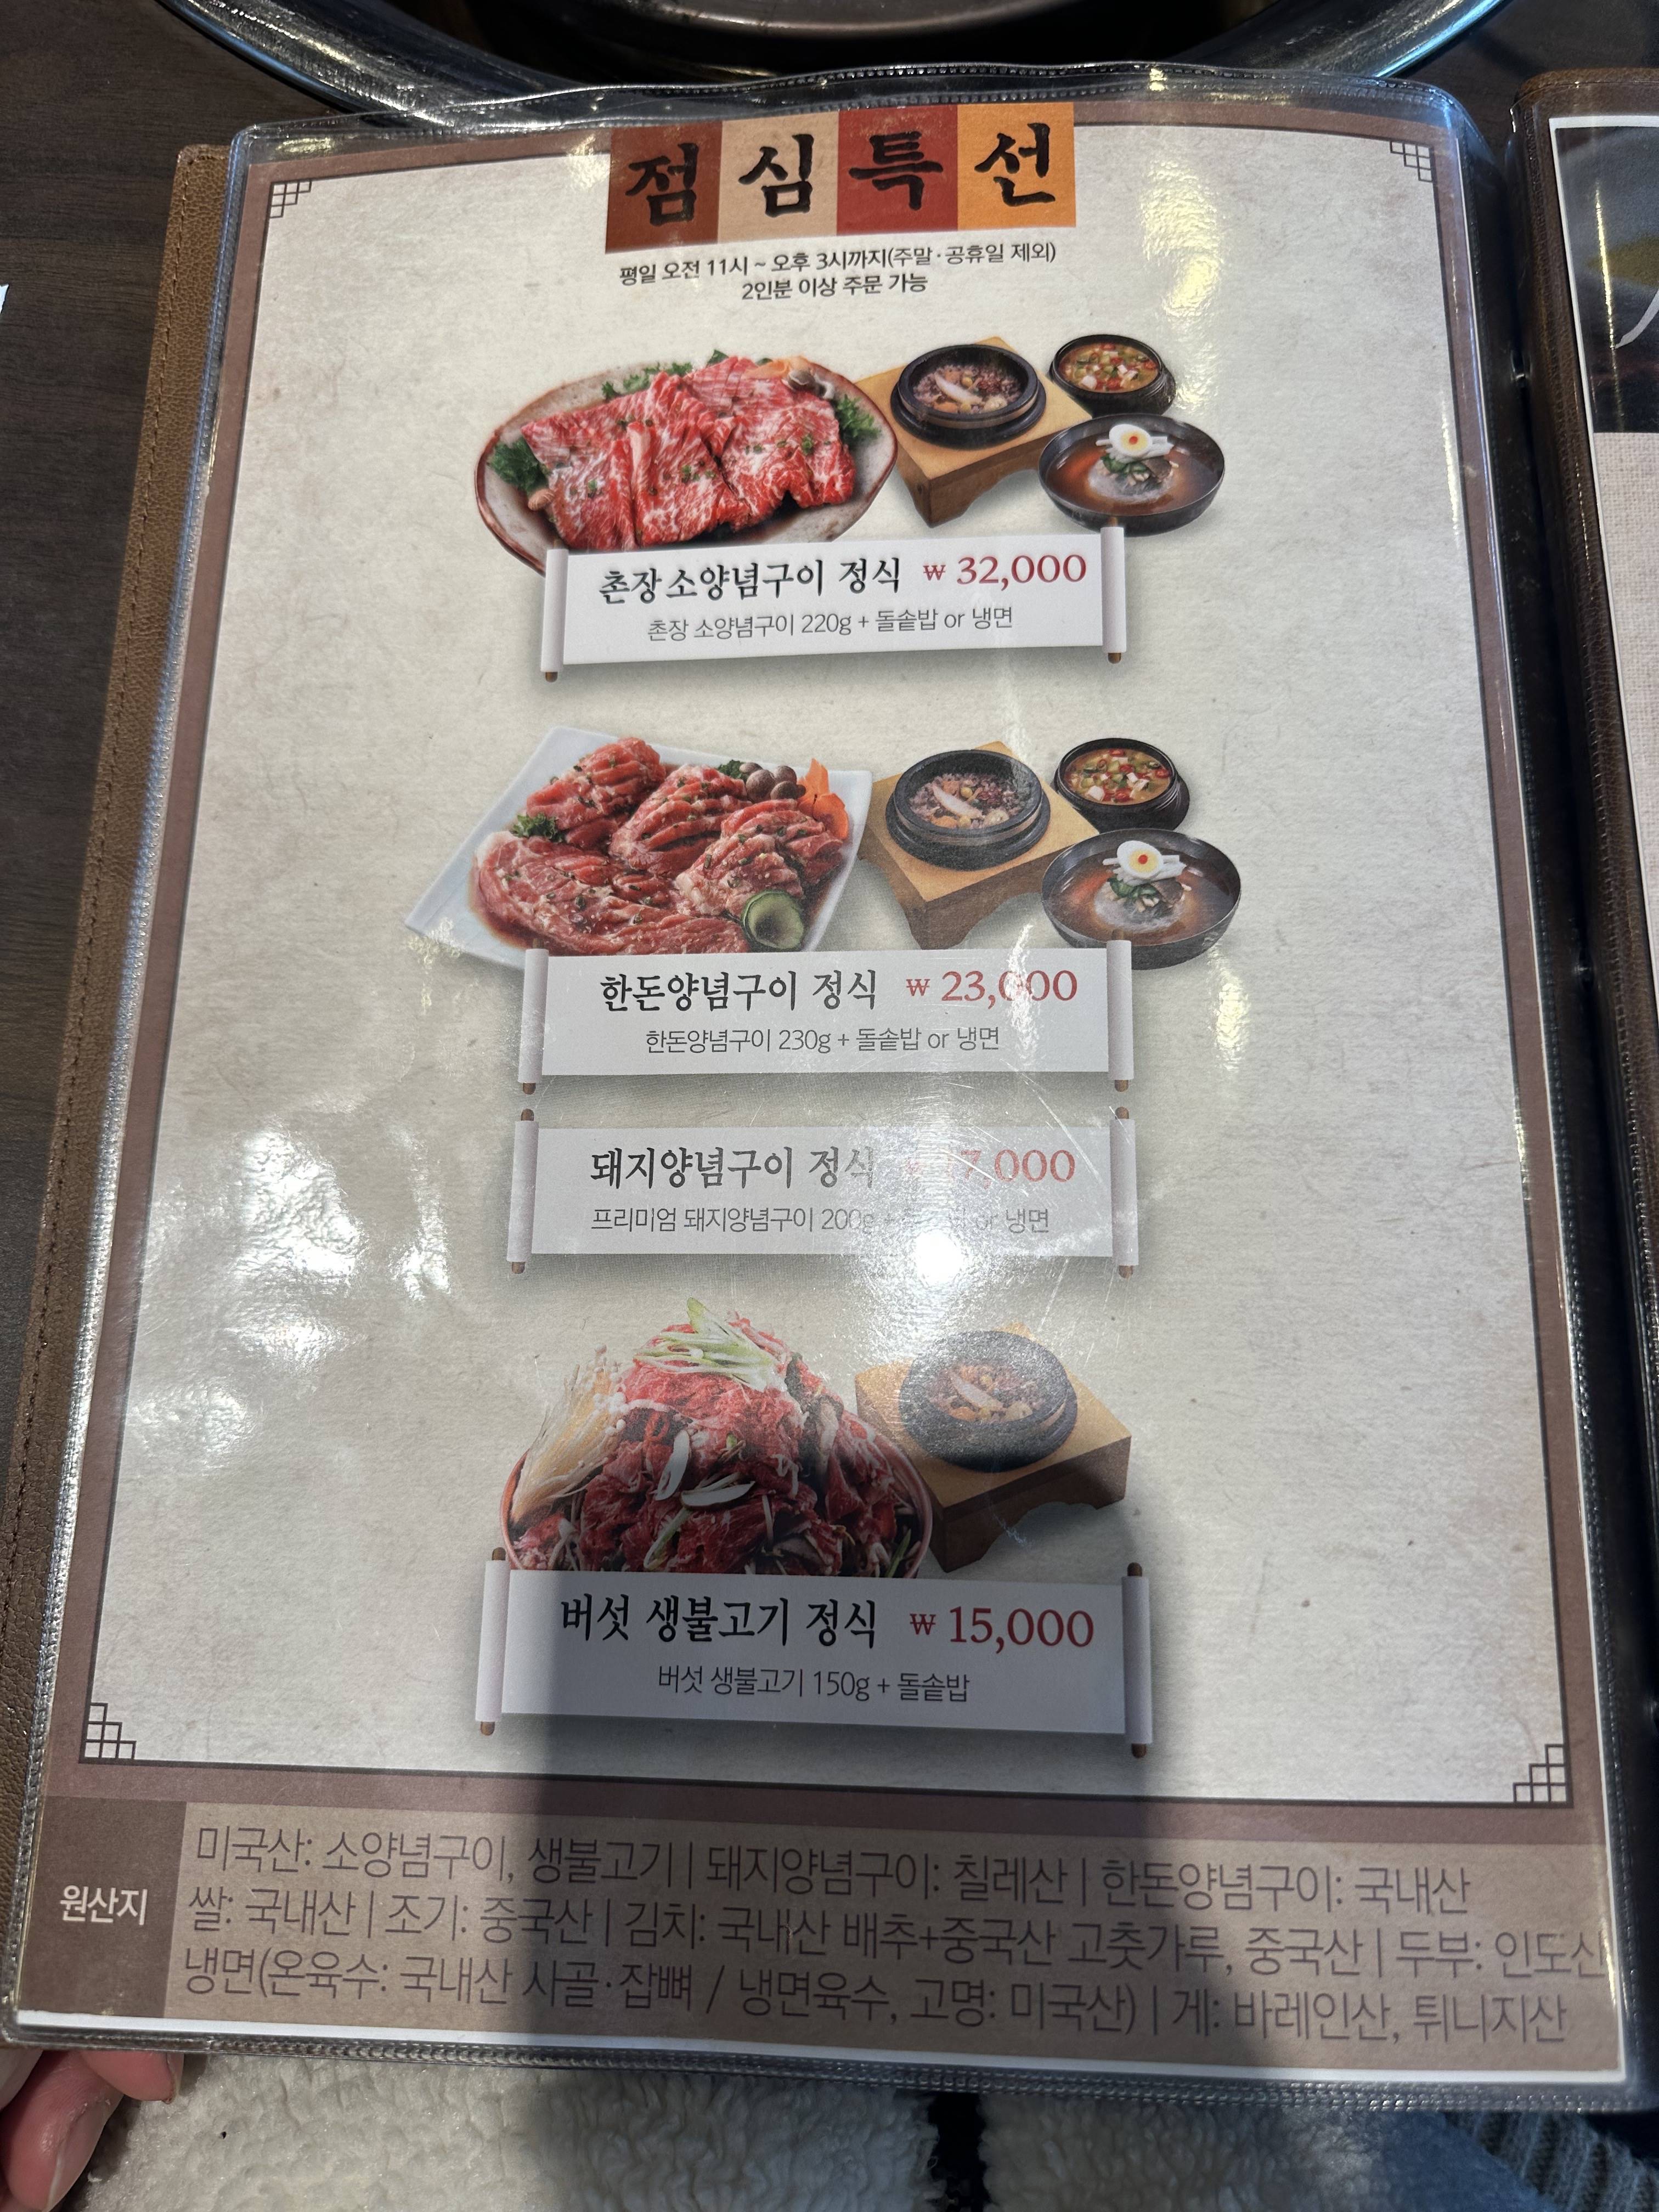 점심특선
평일 오전 11시 ~ 오후 3시까지(주말·공휴일 제외)
2인분 이상 주문 가능
촌장소양념구이 정식 ₩ 32,000
촌장 소양념구이 220g + 돌솥밥 or 냉면
한돈양념구이 정식 ₩ 23,000
한돈양념구이 230g + 돌솥밥 or 냉면
돼지양념구이 정식 ₩ 17,000
프리미엄 돼지양념구이 200g + or 냉면
버섯 생불고기 정식 ₩ 15,000
버섯 생불고기 150g + 돌솥밥
원산지
미국산: 소양념구이, 생불고기 | 돼지양념구이: 칠레산 | 한돈양념구이: 국내산
쌀: 국내산 | 조기: 중국산 | 김치: 국내산 배추+중국산 고춧가루, 중국산 | 두부: 인도산
냉면(온육수: 국내산 사골·잡뼈 / 냉면육수, 고명: 미국산) | 게: 바레인산, 튀니지산